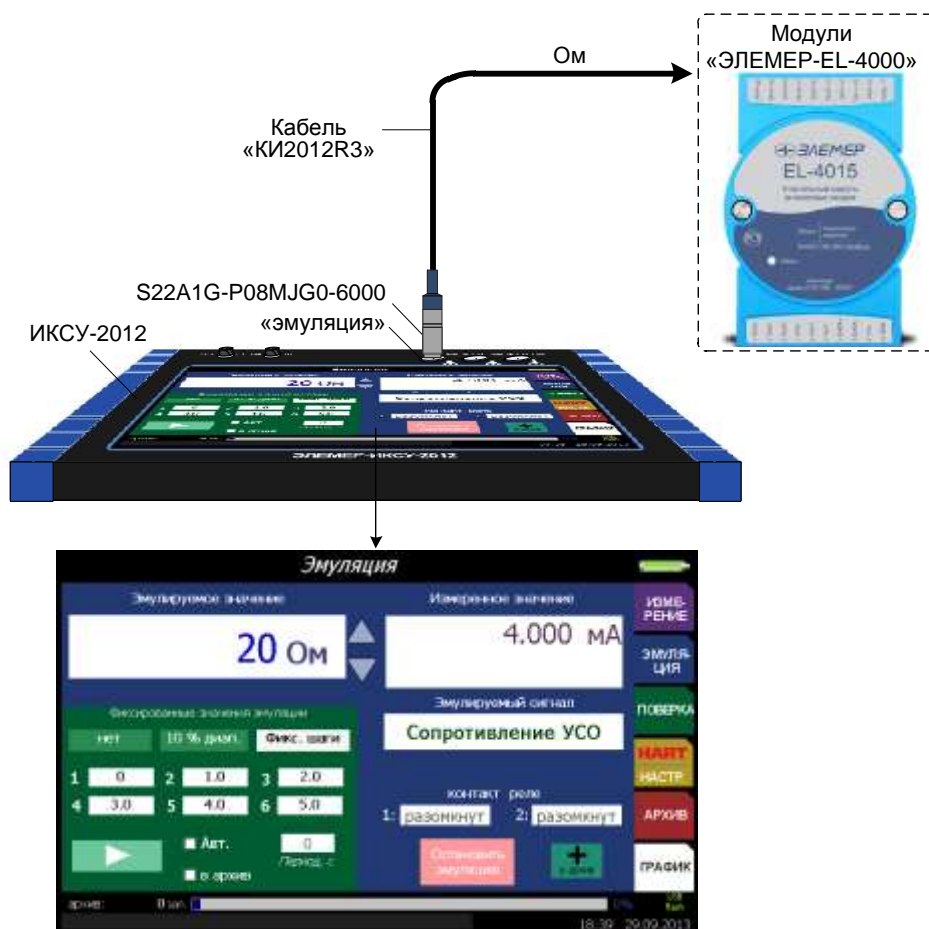 Модули
«ЭЛЕМЕР-EL-4000»
Ом
Кабель
«КИ2012R3»
ЭЛЕМЕР
EL-4015
S22A1G-P08MJG0-6000
«эмуляция»
ИКСУ-2012
20 Ом
ЭЛЕМЕР-ИКСУ-2012
Эмуляция
Эмулируемое значение
Измеренное значение
20 Ом
4.000 мА
ИЗМЕ-
РЕНИЕ
ЭМУЛЯ-
ЦИЯ
ПОВЕРКА
HART
НАСТР.
АРХИВ
ГРАФИК
Эмулируемый сигнал
Сопротивление УСО
Фиксированные значения эмуляции
нет 10 % диап. Фикс. шаги
1 0 2 1.0 3 2.0
4 3.0 5 4.0 6 5.0
контакт реле
1: разомкнут 2: разомкнут
Авт. 0
Период, с
в архив
Остановить
эмуляцию
+
архив: 0 зап. 0%
18:39 29.09.2013